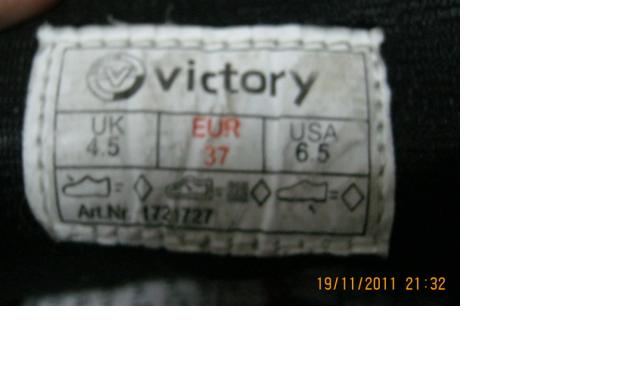 victory
UK EUR USA
4.5 37 6.5
Art.Nr. 1721727
19/11/2011 21:32